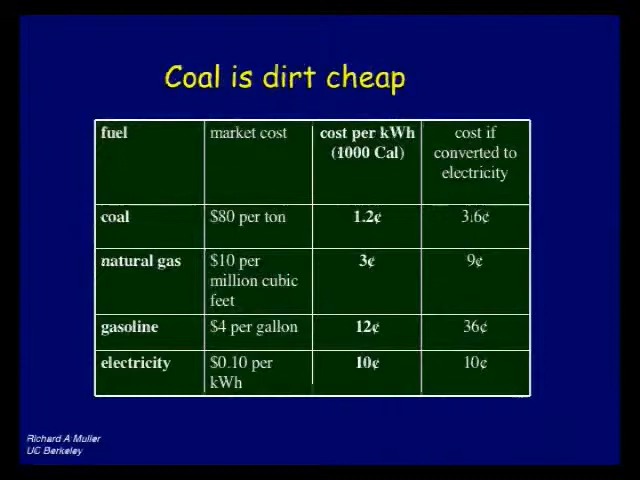 Coal is dirt cheap
fuel market cost cost per kWh cost if
(1000 Cal) converted to
electricity
coal $80 per ton 1.2¢ 3.6¢
natural gas $10 per 3¢ 9¢
million cubic
feet
gasoline $4 per gallon 12¢ 36¢
electricity $0.10 per 10¢ 10¢
kWh
Richard A Muller
UC Berkeley